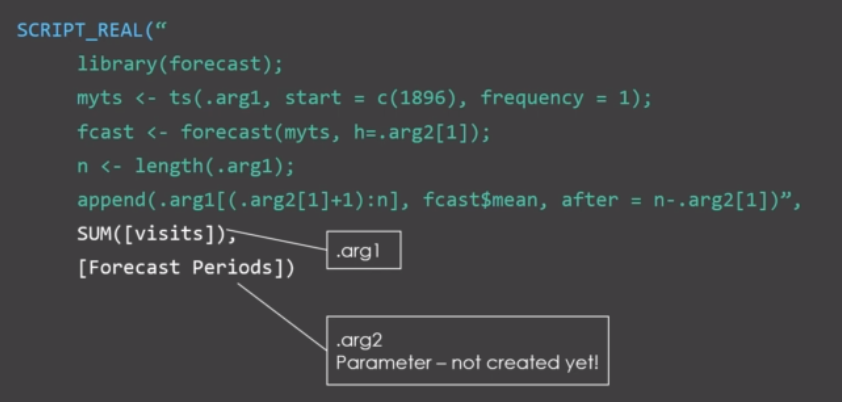 SCRIPT_REAL(“
library(forecast);
myts <- ts(.arg1, start = c(1896), frequency = 1);
fcast <- forecast(myts, h=.arg2[1]);
n <- length(.arg1);
append(.arg1[(.arg2[1]+1):n], fcast$mean, after = n-.arg2[1])”,
SUM([visits]),
[Forecast Periods])
.arg1
.arg2
Parameter – not created yet!